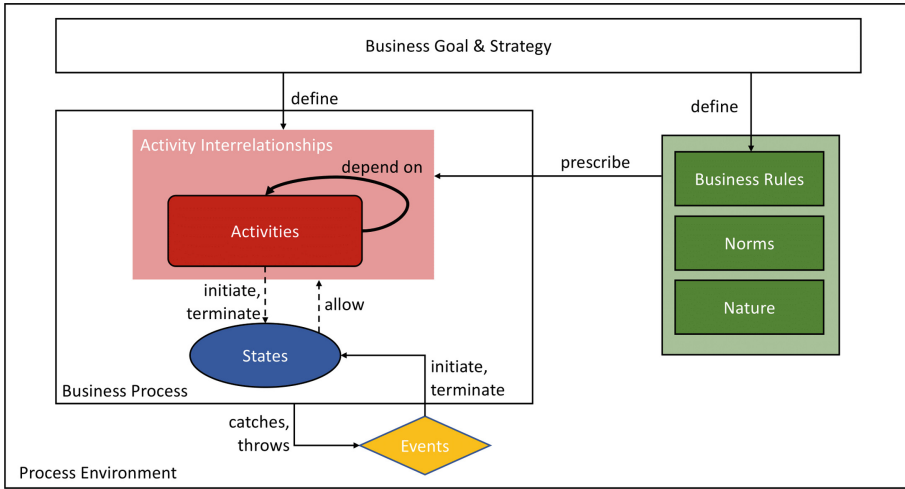 Business Goal & Strategy
define
define
Activity Interrelationships
depend on
prescribe
Business Rules
Activities
Norms
initiate,
terminate
allow
Nature
States
initiate,
terminate
Business Process
catches,
throws
Events
Process Environment